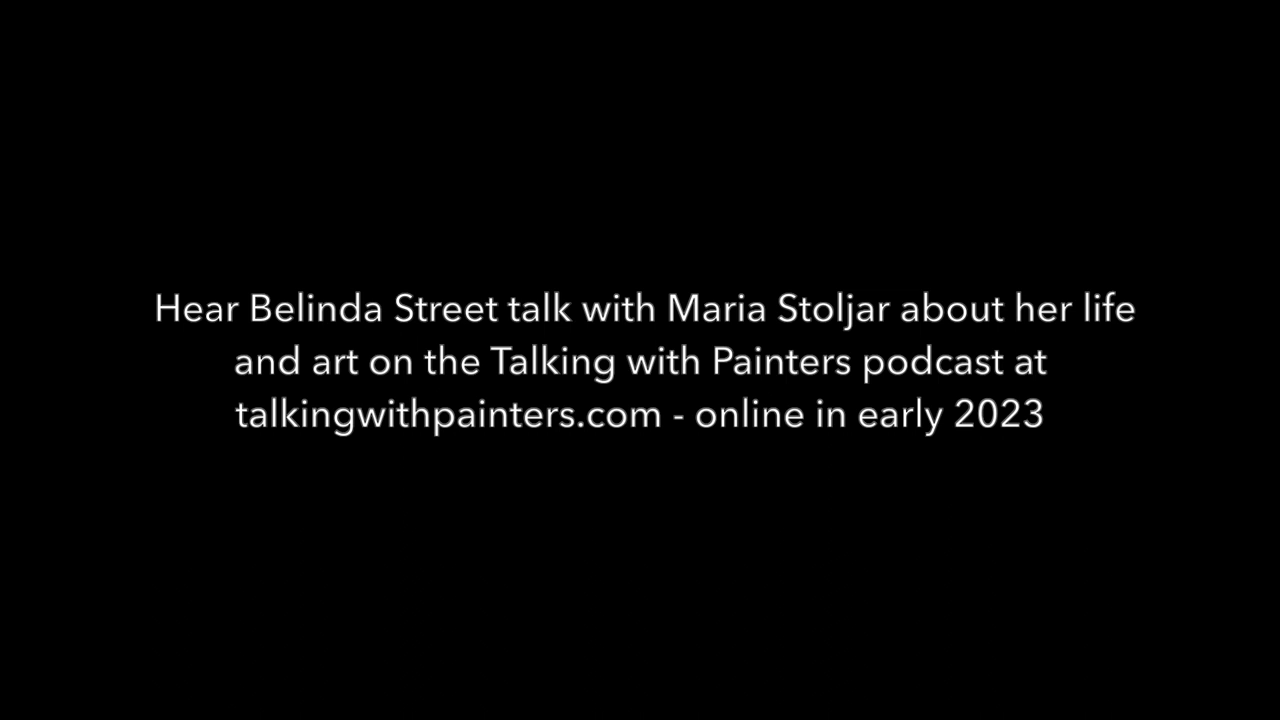 Hear Belinda Street talk with Maria Stoljar about her life
and art on the Talking with Painters podcast at
talkingwithpainters.com - online in early 2023